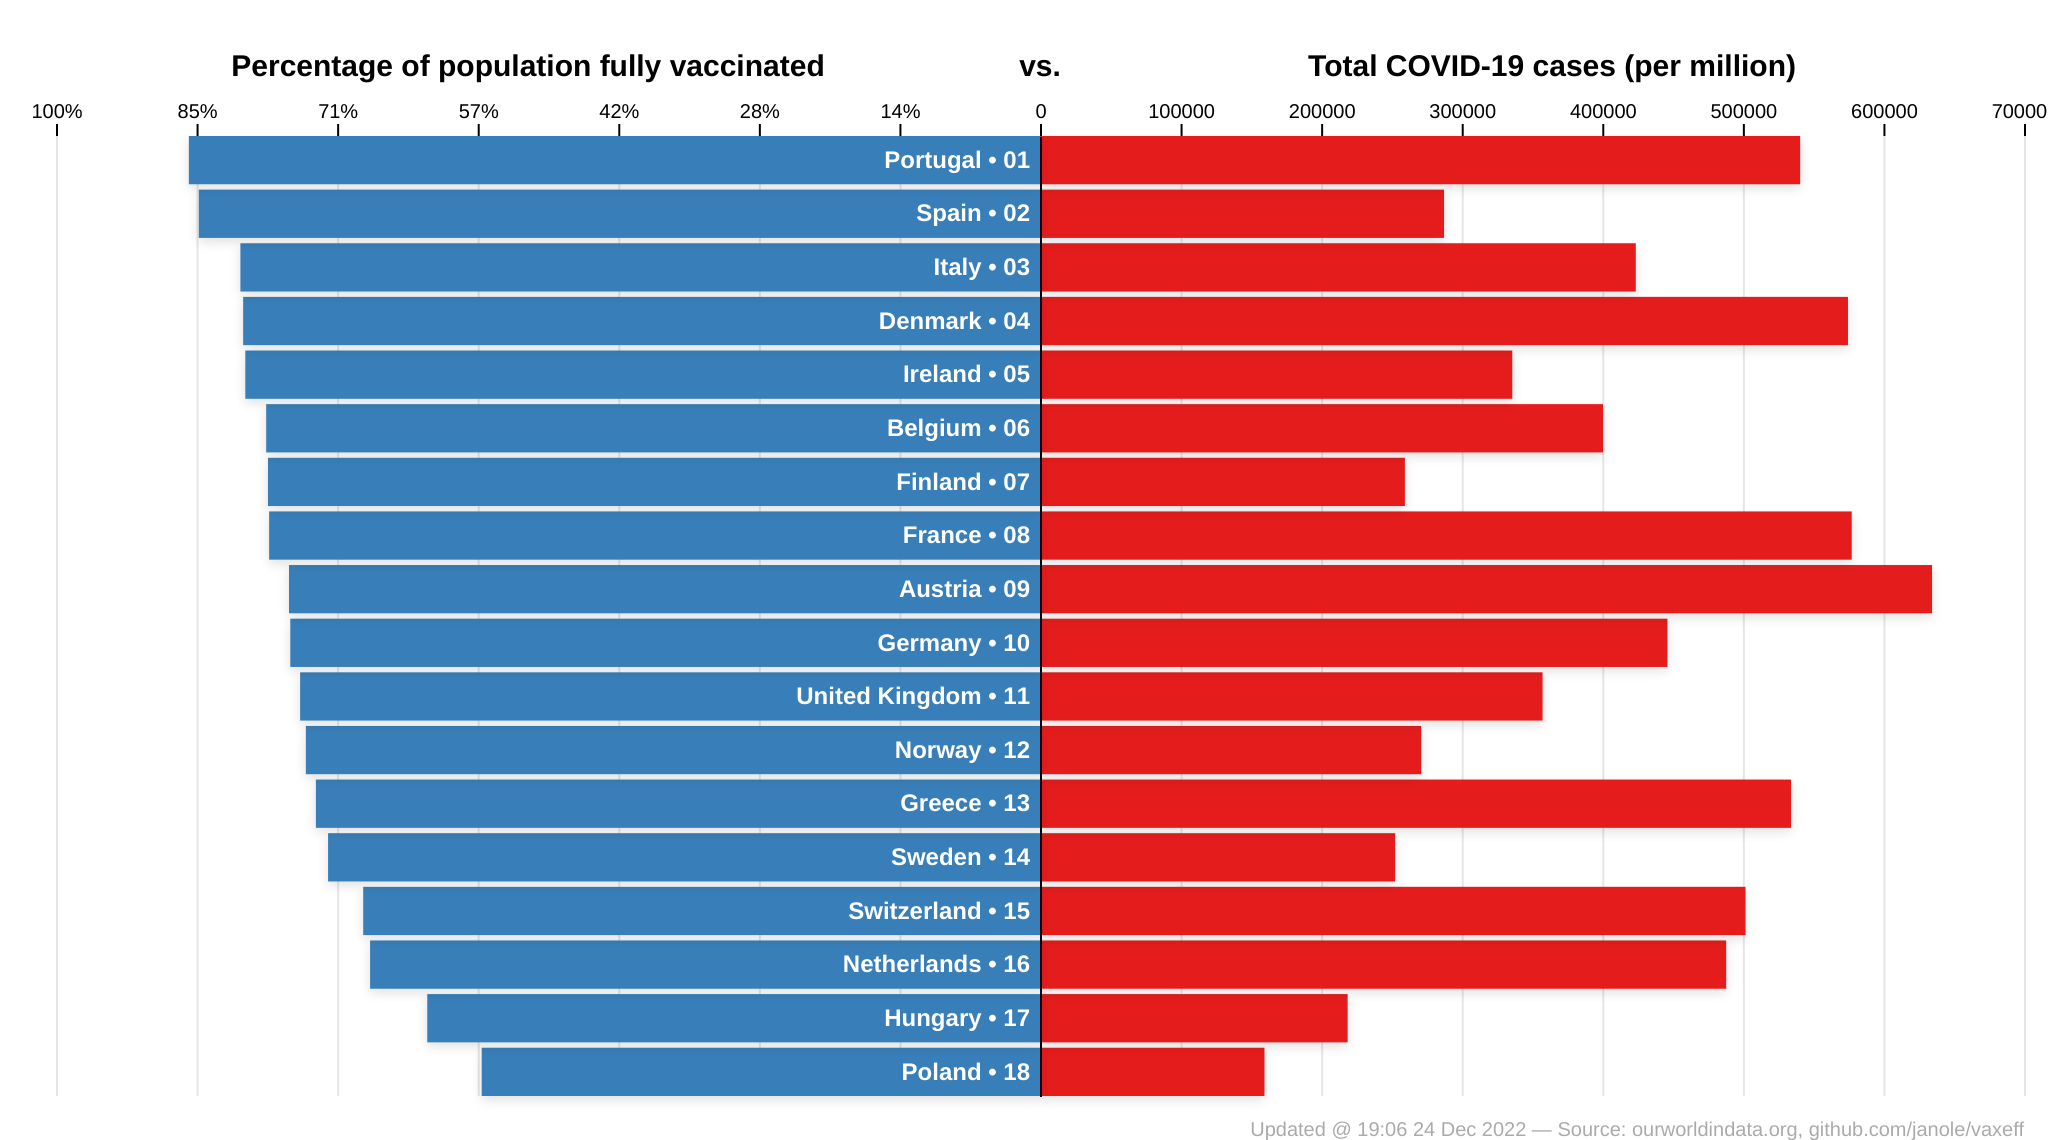 Percentage of population fully vaccinated vs. Total COVID-19 cases (per million)
100% 85% 71% 57% 42% 28% 14% 0 100000 200000 300000 400000 500000 600000 70000
Portugal • 01
Spain • 02
Italy • 03
Denmark • 04
Ireland • 05
Belgium • 06
Finland • 07
France • 08
Austria • 09
Germany • 10
United Kingdom • 11
Norway • 12
Greece • 13
Sweden • 14
Switzerland • 15
Netherlands • 16
Hungary • 17
Poland • 18
Updated @ 19:06 24 Dec 2022 — Source: ourworldindata.org, github.com/janole/vaxeff